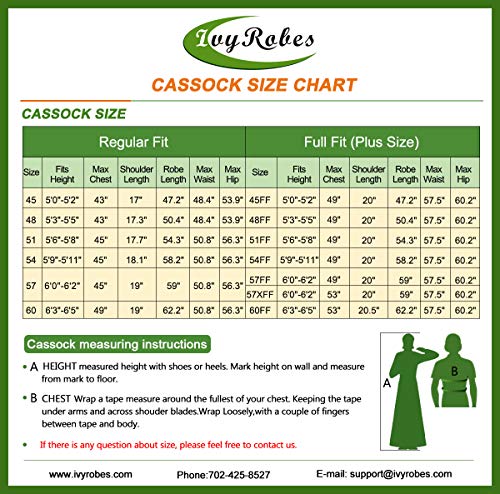 IvyRobes
CASSOCK SIZE CHART
CASSOCK SIZE
Regular Fit Full Fit (Plus Size)
Size Fits Height Max Chest Shoulder Length Robe Length Max Waist Max Hip Size Fits Height Max Chest Shoulder Length Robe Length Max Waist Max Hip
45 5'0"-5'2" 43" 17" 47.2" 48.4" 53.9" 45FF 5'0"-5'2" 49" 20" 47.2" 57.5" 60.2"
48 5'3"-5'5" 43" 17.3" 50.4" 48.4" 53.9" 48FF 5'3"-5'5" 49" 20" 50.4" 57.5" 60.2"
51 5'6"-5'8" 45" 17.7" 54.3" 50.8" 56.3" 51FF 5'6"-5'8" 49" 20" 54.3" 57.5" 60.2"
54 5'9"-5'11" 45" 18.1" 58.2" 50.8" 56.3" 54FF 5'9"-5'11" 49" 20" 58.2" 57.5" 60.2"
57 6'0"-6'2" 45" 19" 59" 50.8" 56.3" 57FF 6'0"-6'2" 49" 20" 59" 57.5" 60.2"
57XFF 6'0"-6'2" 53" 20" 59" 57.5" 60.2"
60 6'3"-6'5" 49" 19" 62.2" 50.8" 56.3" 60FF 6'3"-6'5" 53" 20.5" 62.2" 57.5" 60.2"
Cassock measuring instructions
• A HEIGHT measured height with shoes or heels. Mark height on wall and measure
from mark to floor.
• B CHEST Wrap a tape measure around the fullest of your chest. Keeping the tape
under arms and across shouder blades.Wrap Loosely,with a couple of fingers
between tape and body.
• If there is any question about size, please feel free to contact us.
A
B
www.ivyrobes.com Phone:702-425-8527 E-mail: support@ivyrobes.com